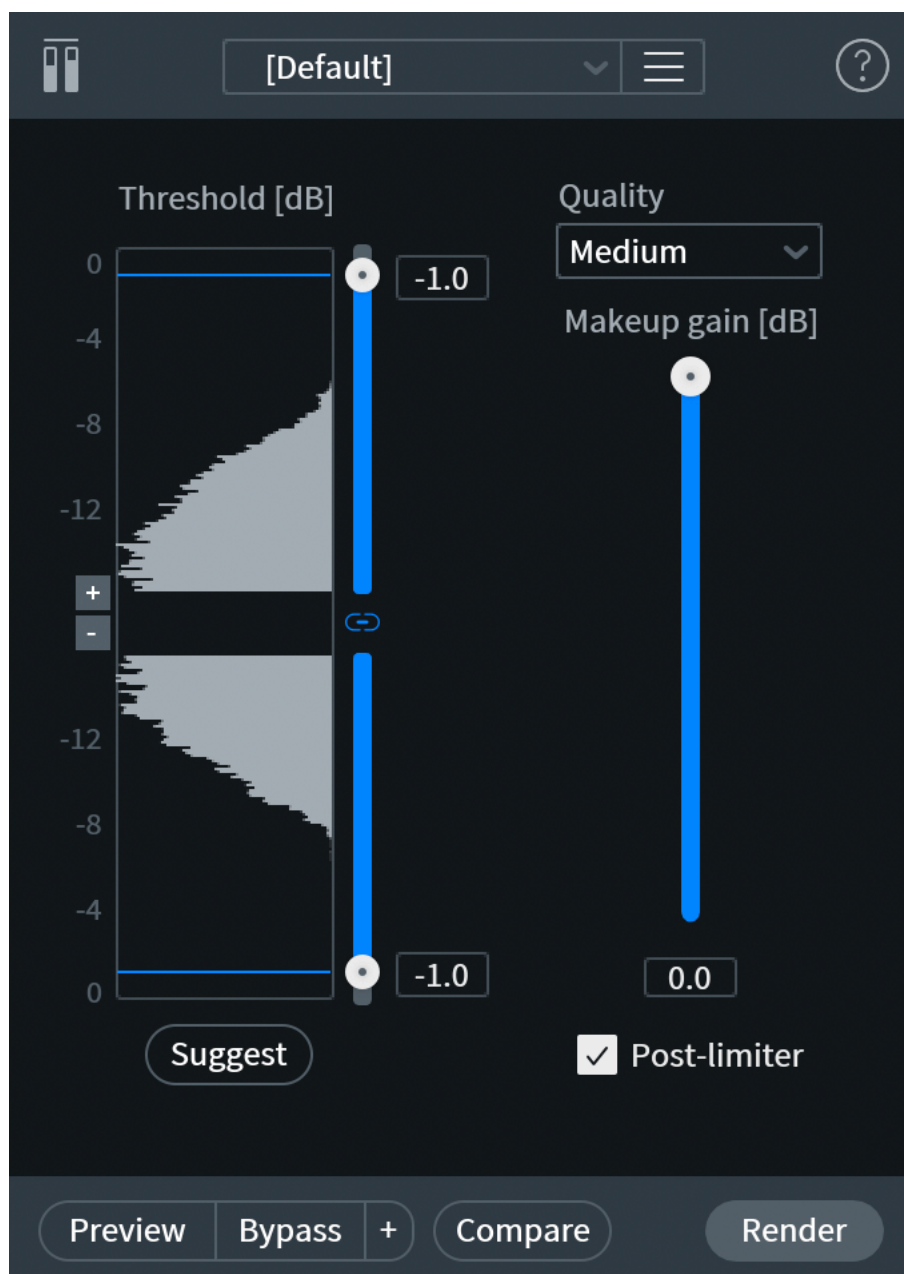 [Default]
?
Threshold [dB]
Quality
0
-1.0
Medium
-4
Makeup gain [dB]
-8
-12
+
-
-12
-8
-4
0
-1.0
0.0
Suggest
Post-limiter
Preview
Bypass
+
Compare
Render